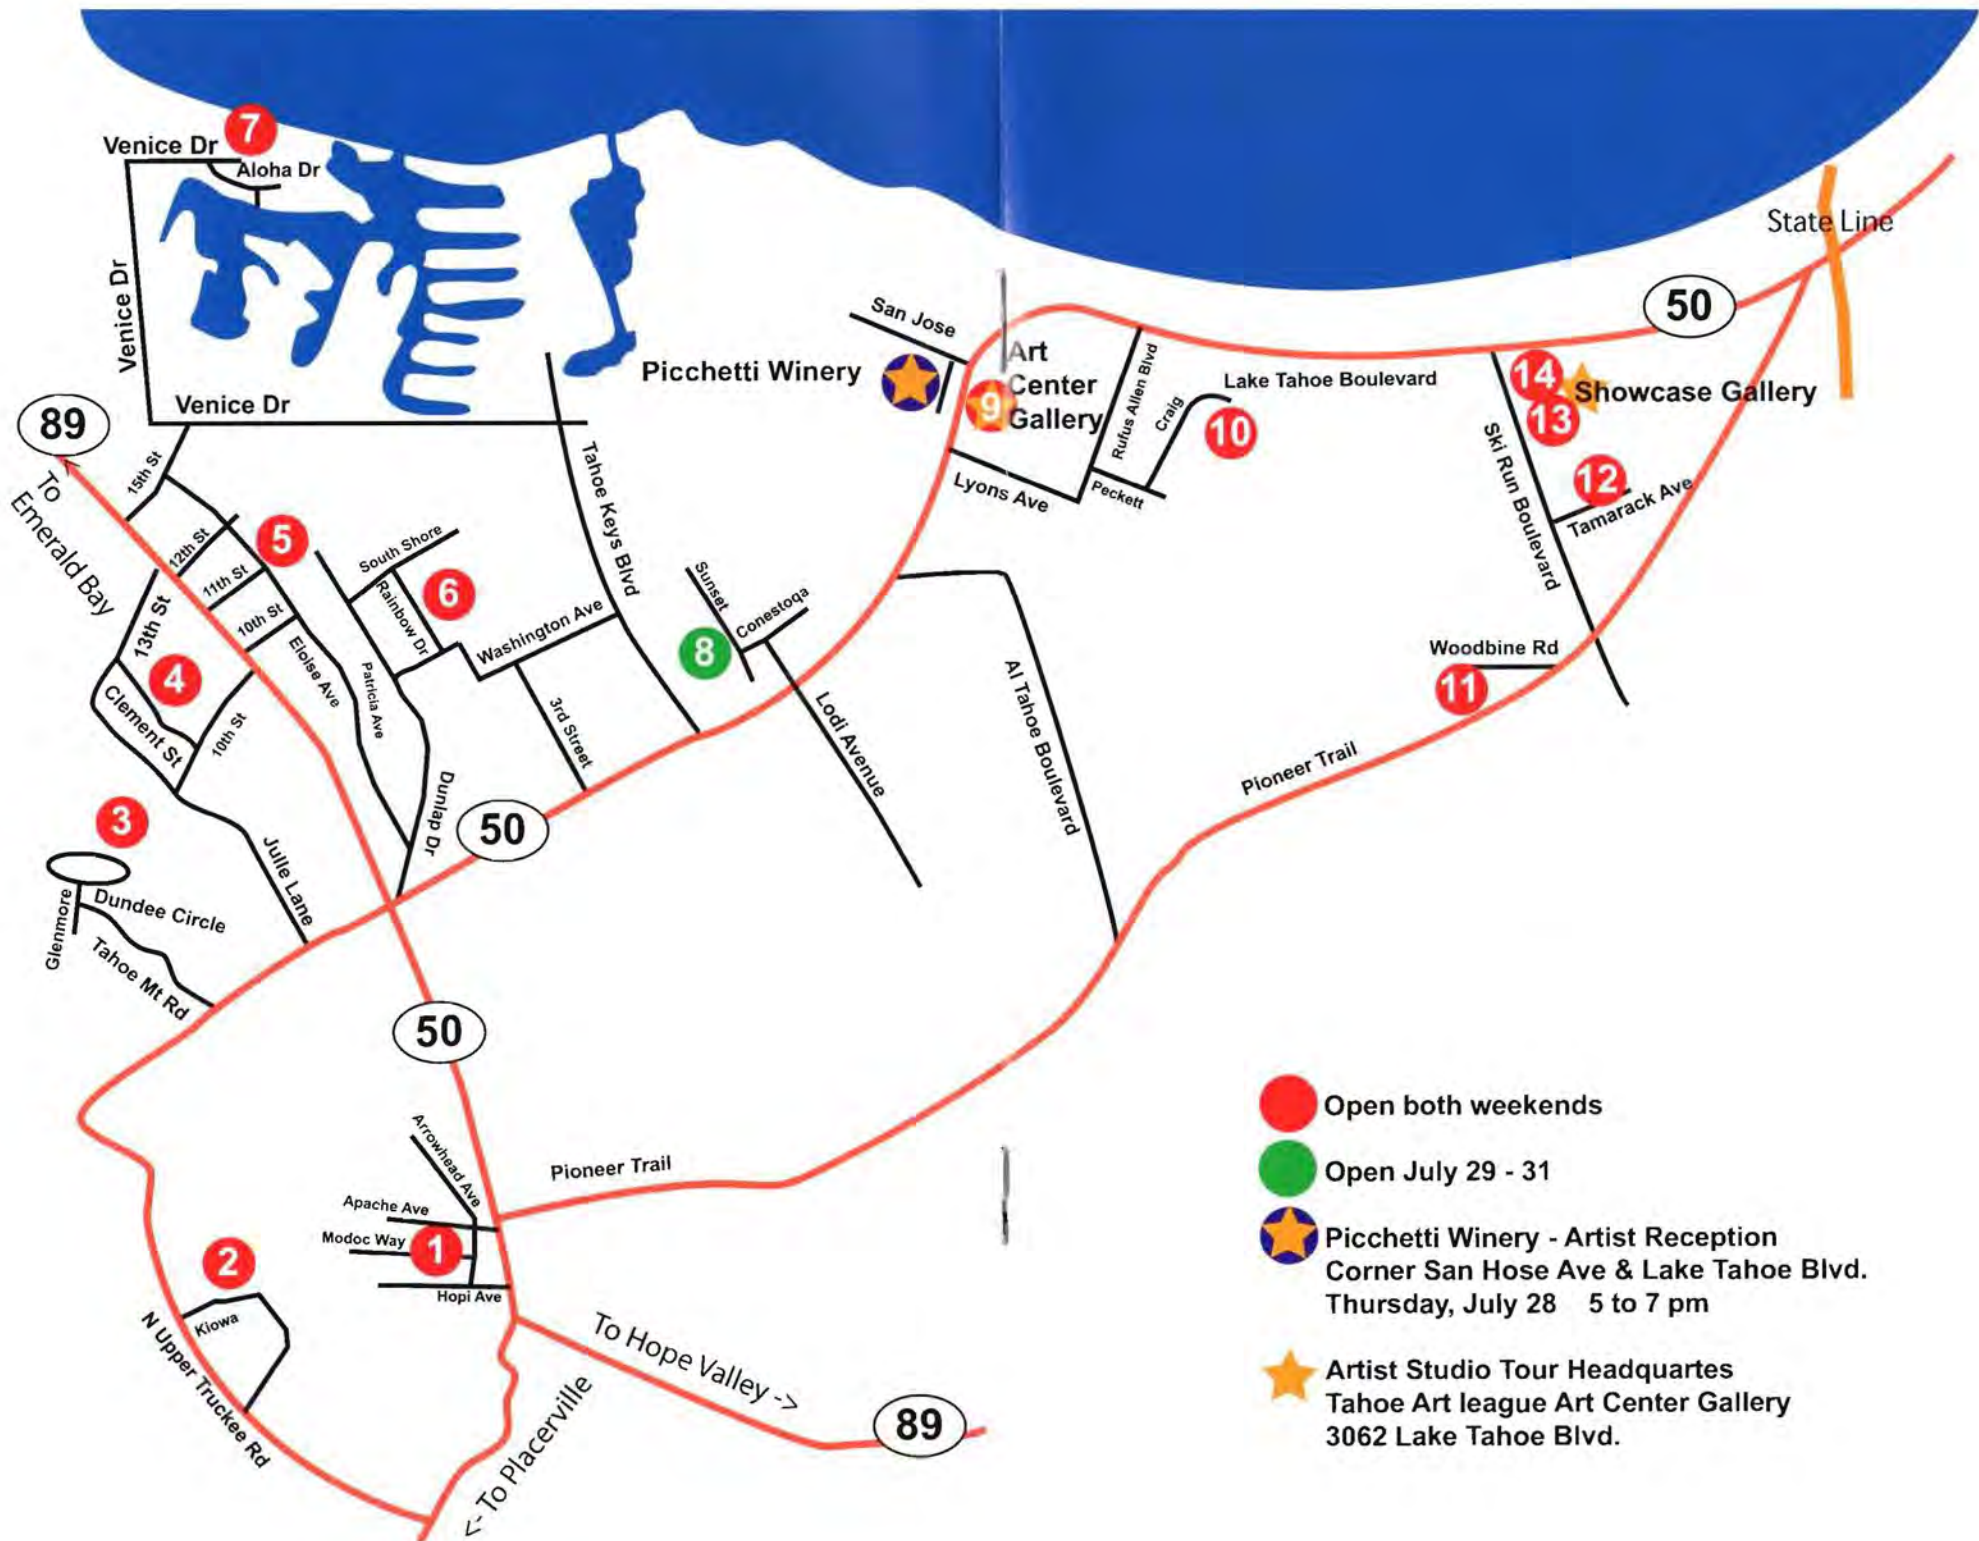 7
Venice Dr
Aloha Dr
State Line
Venice Dr
50
San Jose
Picchetti Winery
Art
Center
Gallery
9
Rufus Allen Blvd
Craig
Lake Tahoe Boulevard
10
14
Showcase Gallery
13
Venice Dr
89
To
Emerald Bay
15th St
Tahoe Keys Blvd
Lyons Ave
Peckett
Ski Run Boulevard
12
Tamarack Ave
12th St
5
South Shore
11th St
Rainbow Dr
6
10th St
13th St
Washington Ave
Sunset
Conestoqa
8
4
Eloise Ave
Patricia Ave
Clement St
10th St
3rd Street
Lodi Avenue
Al Tahoe Boulevard
Woodbine Rd
11
Pioneer Trail
3
Dunlap Dr
50
Julle Lane
Glenmore
Dundee Circle
Tahoe Mt Rd
50
Arrowhead Ave
Pioneer Trail
Apache Ave
Modoc Way
1
Hopi Ave
2
Kiowa
N Upper Truckee Rd
To Hope Valley ->
<- To Placerville
89
Open both weekends
Open July 29 - 31
Picchetti Winery - Artist Reception
Corner San Hose Ave & Lake Tahoe Blvd.
Thursday, July 28 5 to 7 pm
Artist Studio Tour Headquartes
Tahoe Art league Art Center Gallery
3062 Lake Tahoe Blvd.